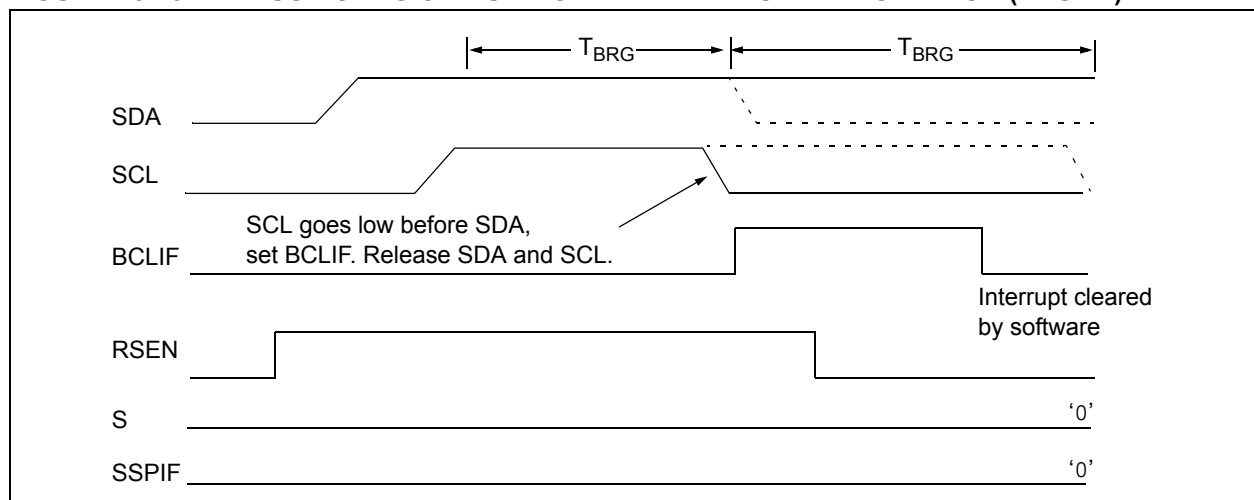 TBRG TBRG
SDA
SCL
SCL goes low before SDA,
set BCLIF. Release SDA and SCL.
BCLIF
Interrupt cleared
by software
RSEN
S ‘0’
SSPIF ‘0’